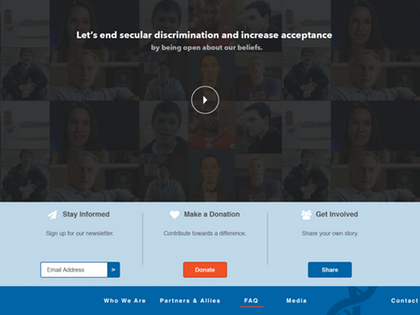 Let's end secular discrimination and increase acceptance
by being open about our beliefs.
Stay Informed
Make a Donation
Get Involved
Sign up for our newsletter.
Contribute towards a difference.
Share your own story.
Email Address >
Donate
Share
Who We Are Partners & Allies FAQ Media Contact